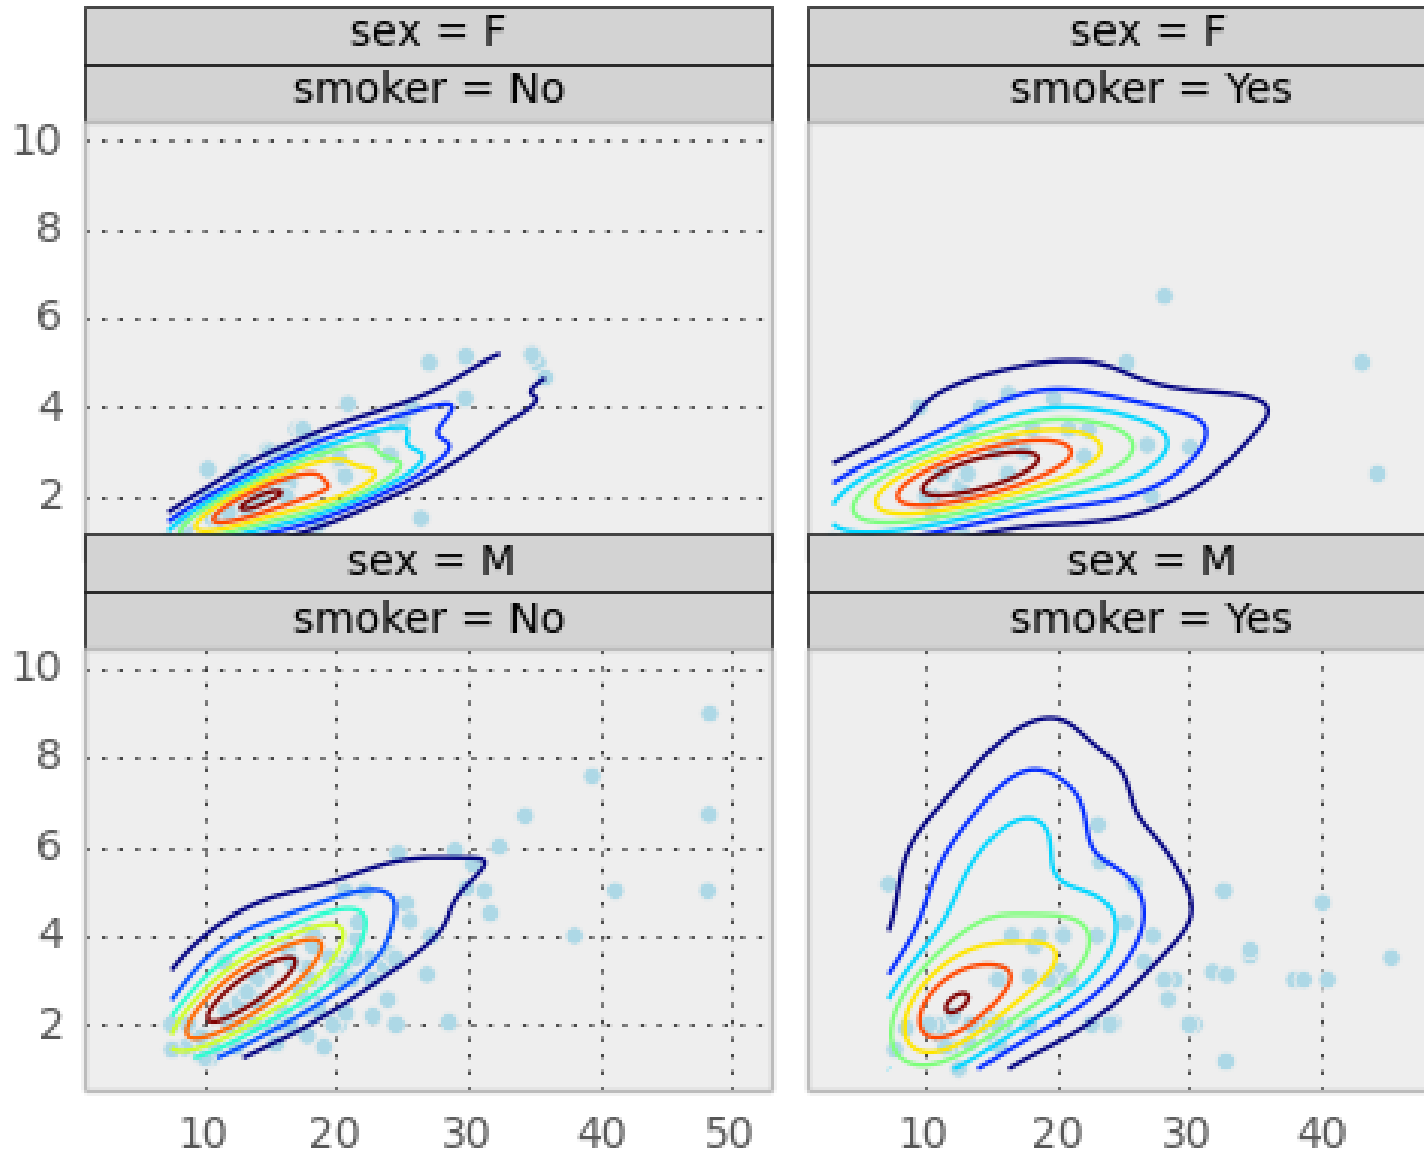 sex = F
sex = F
smoker = No
smoker = Yes
10
8
6
4
2
sex = M
sex = M
smoker = No
smoker = Yes
10
8
6
4
2
10 20 30 40 50
10 20 30 40